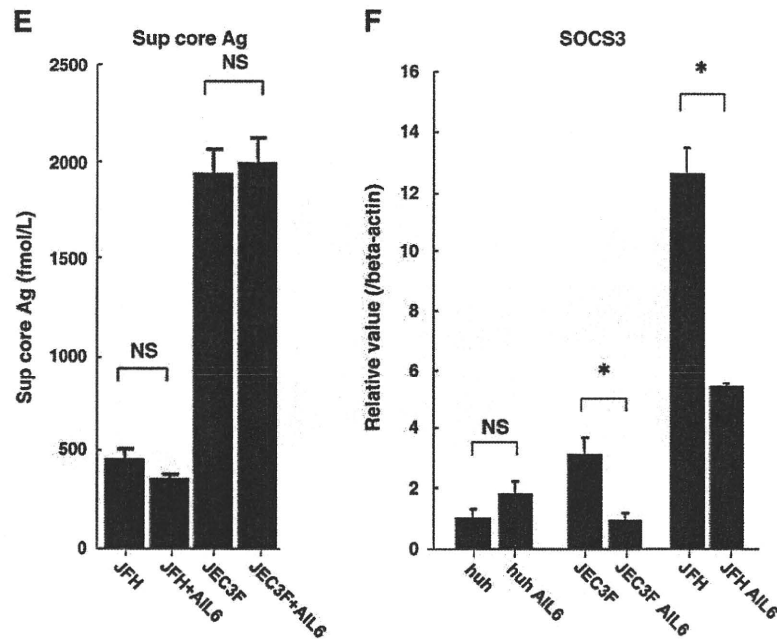 E
Sup core Ag
Sup core Ag (fmol/L)
2500
2000
1500
1000
500
0
NS
NS
JFH
JFH+AIL6
JEC3F
JEC3F+AIL6
F
SOCS3
Relative value (/beta-actin)
16
14
12
10
8
6
4
2
0
NS
*
*
huh
huh AIL6
JEC3F
JEC3F AIL6
JFH
JFH AIL6